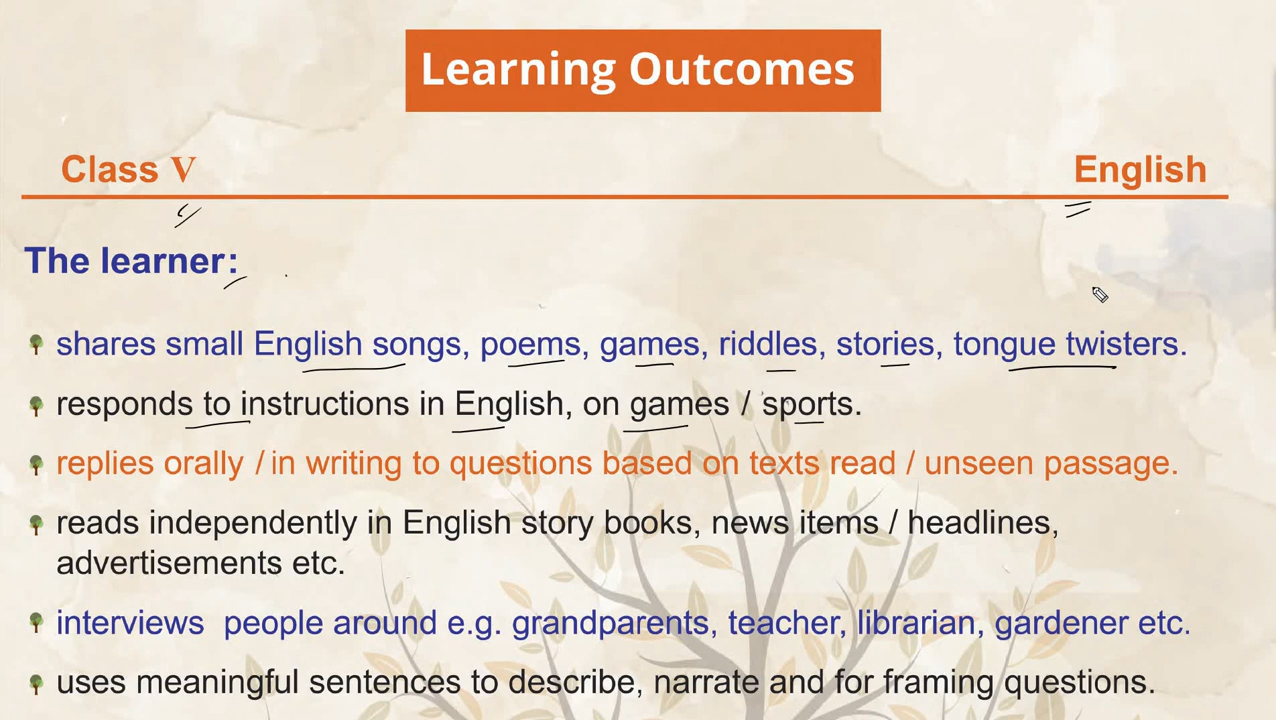 Learning Outcomes
Class V
English
The learner:
shares small English songs, poems, games, riddles, stories, tongue twisters.
responds to instructions in English, on games / sports.
replies orally / in writing to questions based on texts read / unseen passage.
reads independently in English story books, news items / headlines,
advertisements etc.
interviews people around e.g. grandparents, teacher, librarian, gardener etc.
uses meaningful sentences to describe, narrate and for framing questions.